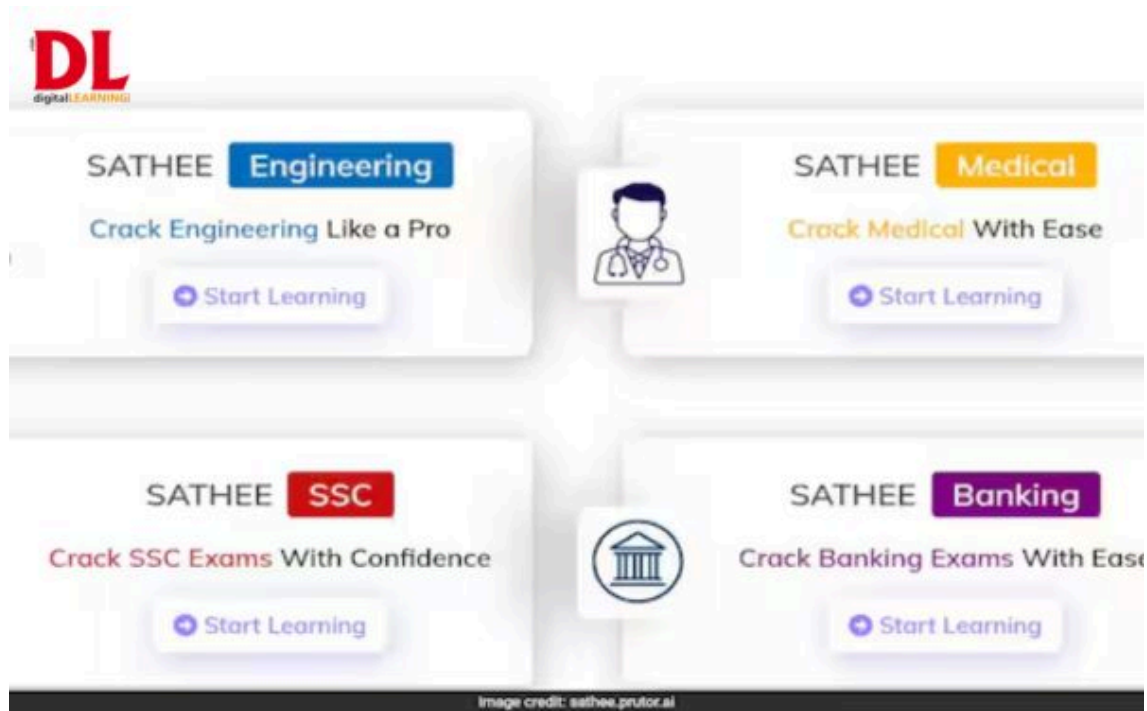 DL
digitalLEARNING
SATHEE Engineering
Crack Engineering Like a Pro
Start Learning
SATHEE Medical
Crack Medical With Ease
Start Learning
SATHEE SSC
Crack SSC Exams With Confidence
Start Learning
SATHEE Banking
Crack Banking Exams With Ease
Start Learning
Image credit: sathee.prutor.ai